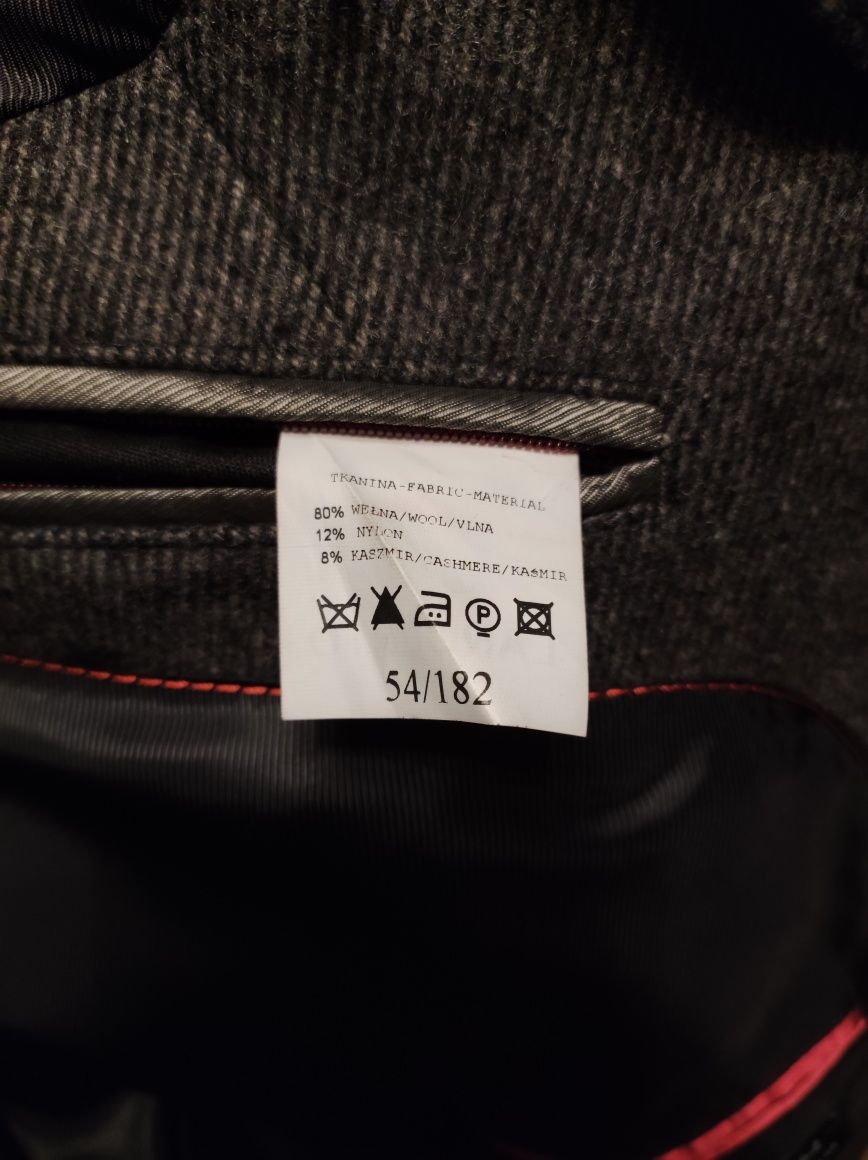 TKANINA-FABRIC-MATERIAL
80% WEŁNA/WOOL/VLNA
12% NYLON
8% KASZMIR/CASHMERE/KAŠMIR
P
54/182